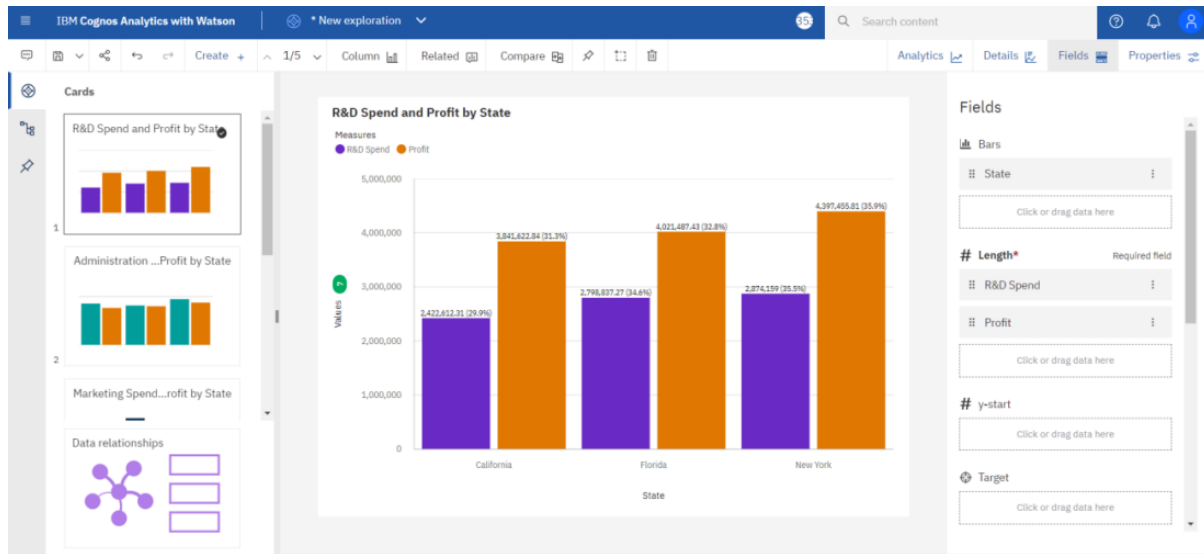 IBM Cognos Analytics with Watson
* New exploration
35
Search content
Create +
1/5
Column
Related
Compare
Analytics
Details
Fields
Properties
Cards
R&D Spend and Profit by State
1
Administration ...Profit by State
2
Marketing Spend...rofit by State
Data relationships
R&D Spend and Profit by State
Measures
R&D Spend
Profit
5,000,000
4,000,000
3,000,000
2,000,000
1,000,000
0
Values
2,422,612.31 (29.9%)
3,841,622.84 (31.3%)
2,798,837.27 (34.6%)
4,021,487.43 (32.8%)
2,874,159 (35.5%)
4,397,455.81 (35.9%)
California
Florida
New York
State
Fields
Bars
State
Click or drag data here
# Length*
Required field
R&D Spend
Profit
Click or drag data here
# y-start
Click or drag data here
Target
Click or drag data here